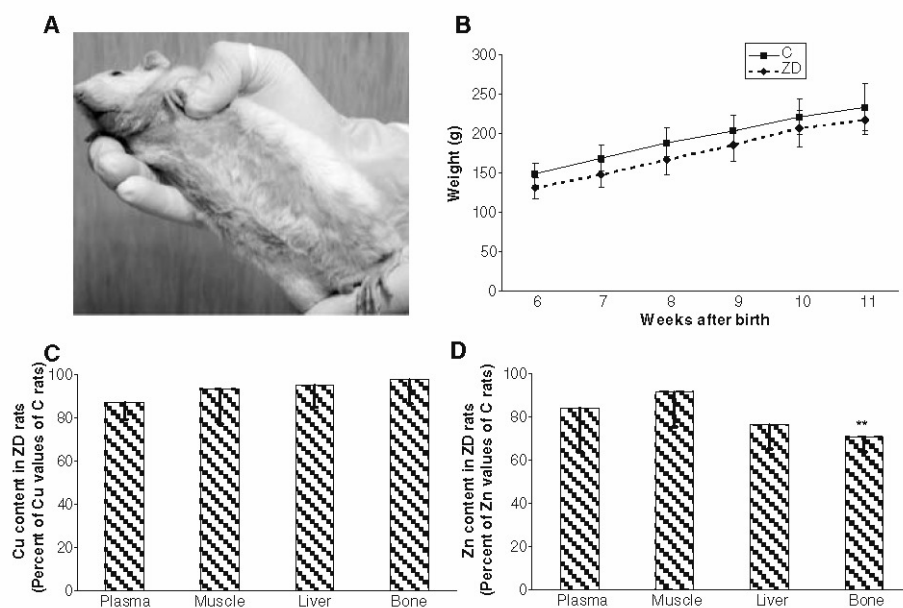 A
B
300
250
200
150
100
50
0
Weight (g)
C
ZD
6 7 8 9 10 11
Weeks after birth
C
100
80
60
40
20
0
Cu content in ZD rats
(Percent of Cu values of C rats)
Plasma Muscle Liver Bone
D
100
80
60
40
20
0
Zn content in ZD rats
(Percent of Zn values of C rats)
**
Plasma Muscle Liver Bone